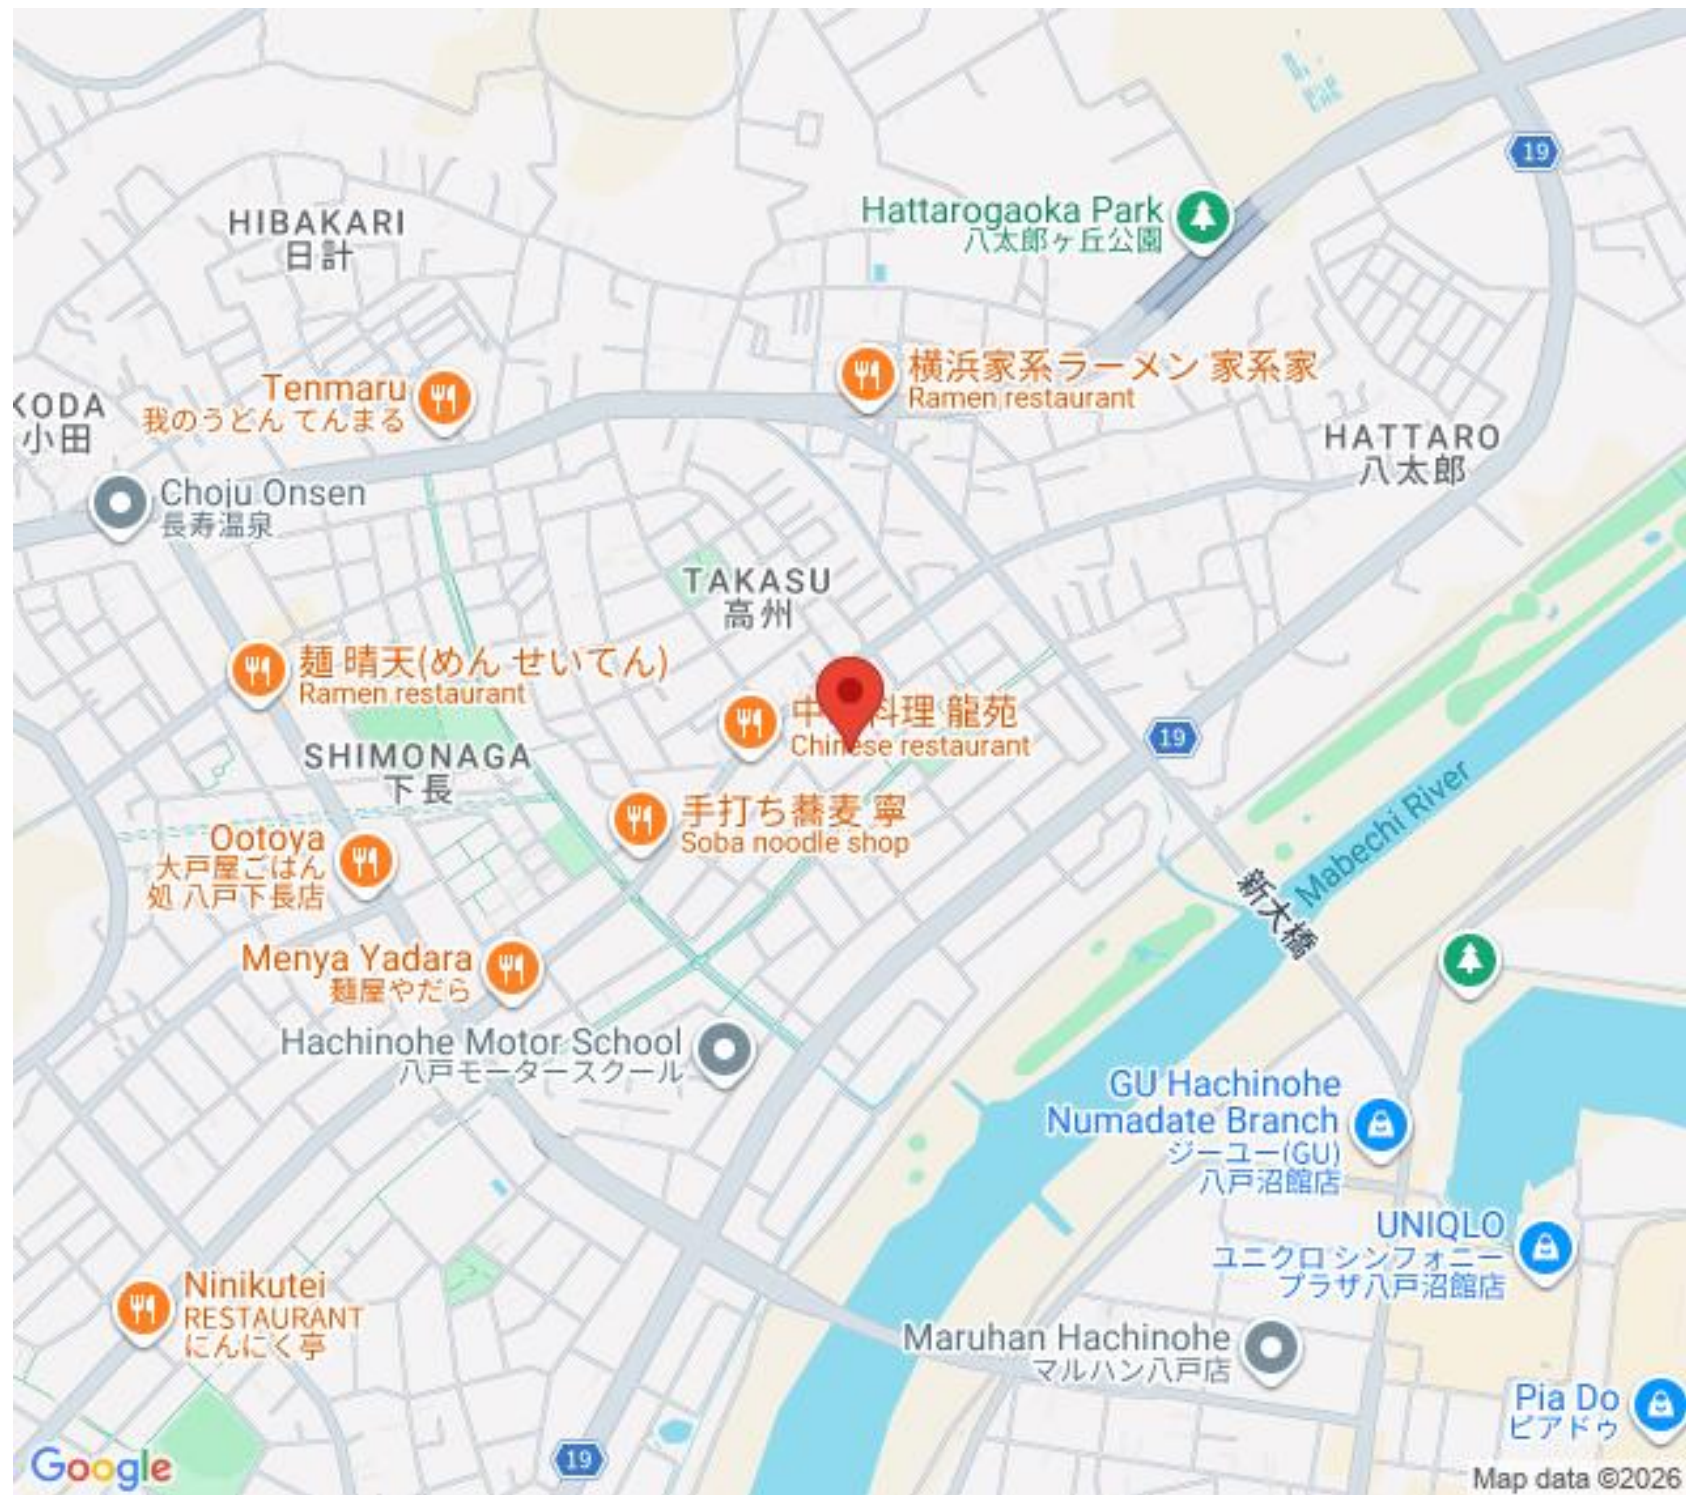 Hattarogaoka Park
八太郎ヶ丘公園
19
HIBAKARI
日計
横浜家系ラーメン 家系家
Ramen restaurant
Tenmaru
我のうどん てんまる
KODA
小田
HATTARO
八太郎
Choju Onsen
長寿温泉
TAKASU
高州
麺 晴天(めん せいてん)
Ramen restaurant
中 料理 龍苑
Chinese restaurant
19
SHIMONAGA
下長
手打ち蕎麦 寧
Soba noodle shop
Ootoya
大戸屋ごはん
処 八戸下長店
Mabechi River
新大橋
Menya Yadara
麺屋やだら
Hachinohe Motor School
八戸モータースクール
GU Hachinohe
Numadate Branch
ジーユー(GU)
八戸沼館店
UNIQLO
ユニクロ シンフォニー
プラザ八戸沼館店
Ninikutei
RESTAURANT
にんにく亭
Maruhan Hachinohe
マルハン八戸店
Pia Do
ピアドゥ
19
Google
Map data ©2026